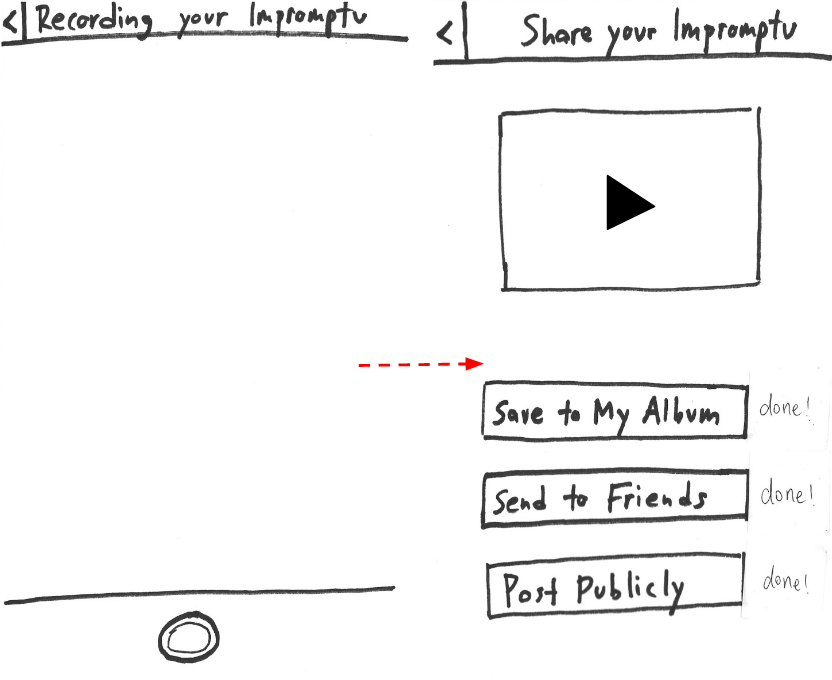 < Recording your Impromptu
< Share your Impromptu
Save to My Album done!
Send to Friends done!
Post Publicly done!